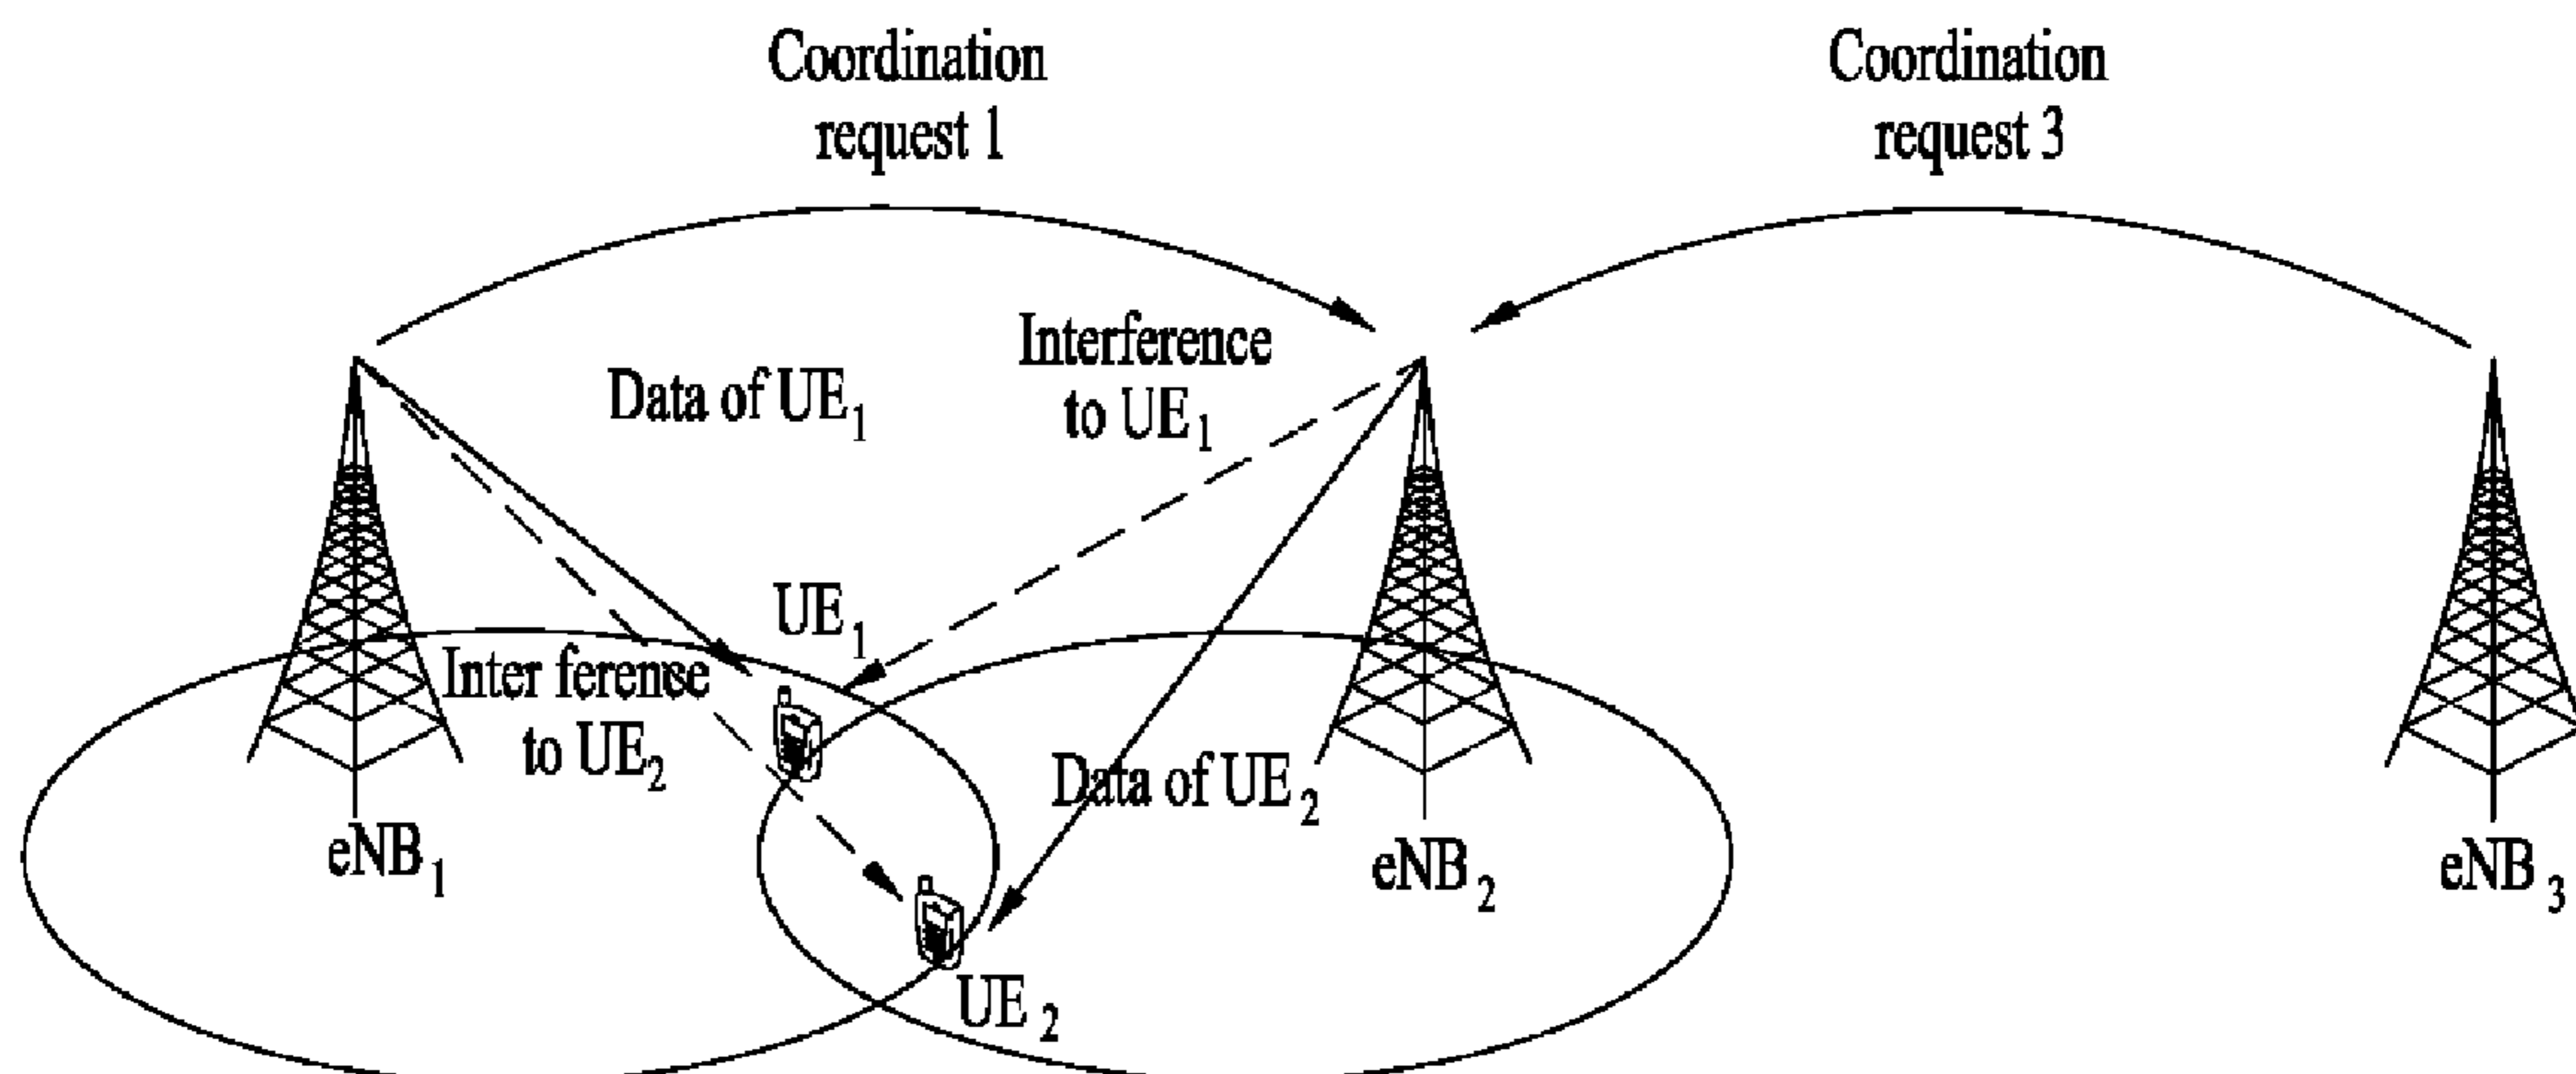 Coordination
request 1
Coordination
request 3
Interference
to UE1
Data of UE1
UE1
Inter ference
to UE2
Data of UE2
eNB1
eNB2
eNB3
UE2